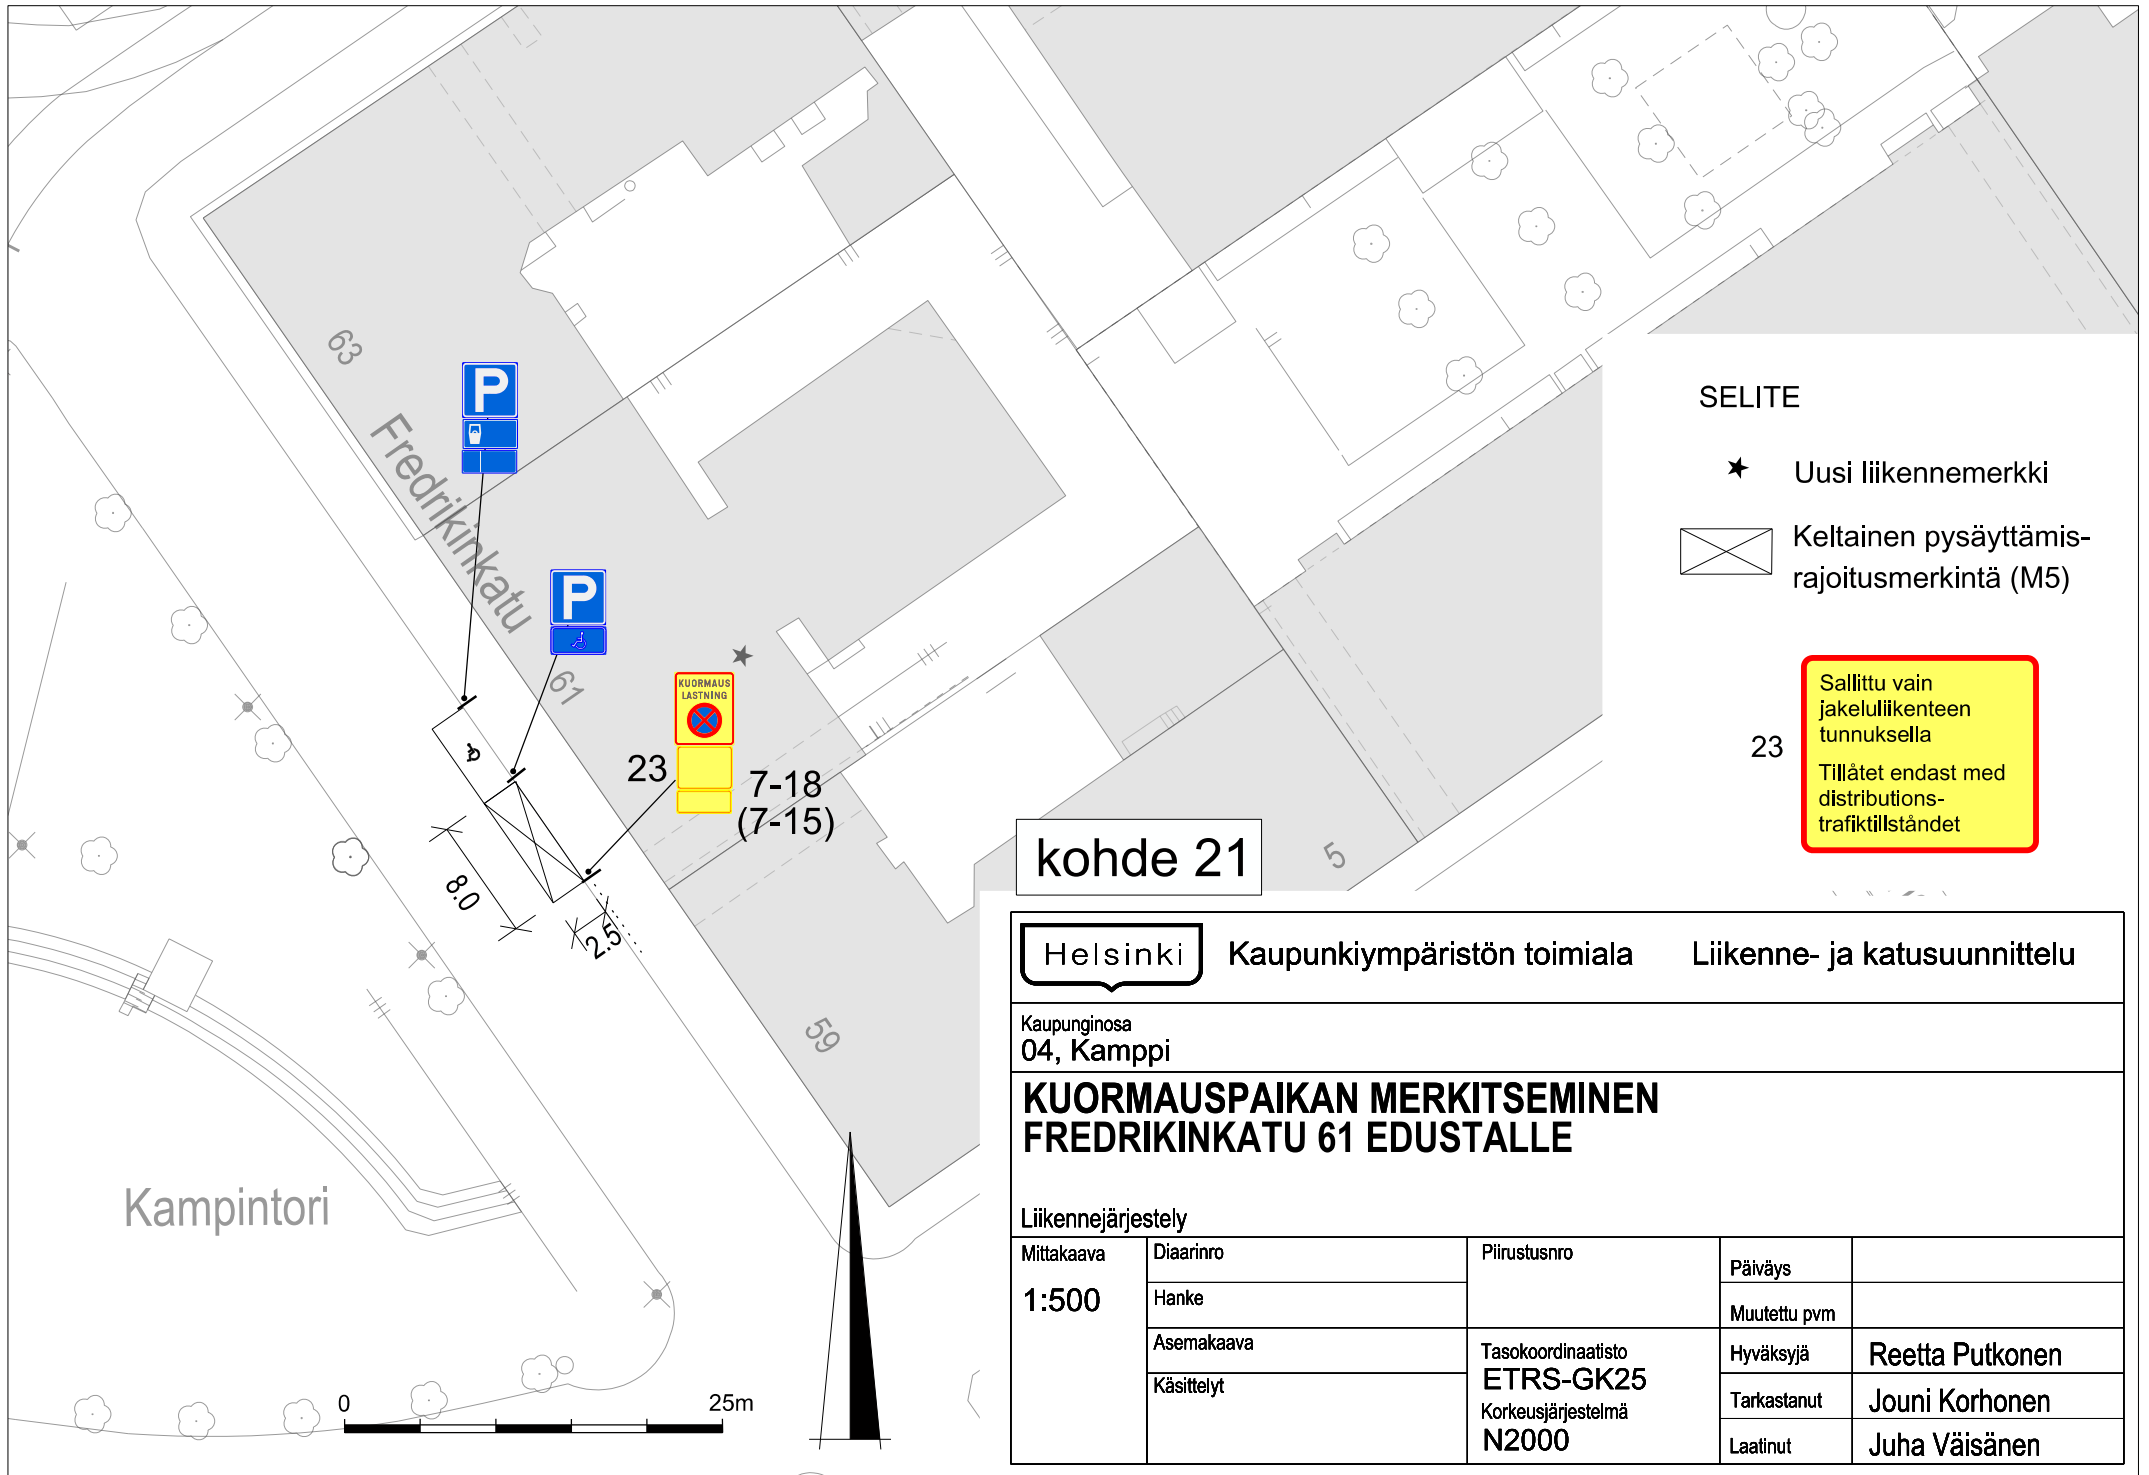 63
Fredrikinkatu
P
P
61
KUORMAUS
LASTNING
23
7-18
(7-15)
8.0
2.5
59
5
Kampintori
0
25m
SELITE
Uusi liikennemerkki
Keltainen pysäyttämis-
rajoitusmerkintä (M5)
23
Sallittu vain
jakeluliikenteen
tunnuksella
Tillåtet endast med
distributions-
trafiktillståndet
kohde 21
Helsinki
Kaupunkiympäristön toimiala
Liikenne- ja katusuunnittelu
Kaupunginosa
04, Kamppi
KUORMAUSPAIKAN MERKITSEMINEN
FREDRIKINKATU 61 EDUSTALLE
Liikennejärjestely
Mittakaava
1:500
Diaarinro
Hanke
Asemakaava
Käsittelyt
Piirustusnro
Tasokoordinaatisto
ETRS-GK25
Korkeusjärjestelmä
N2000
Päiväys
Muutettu pvm
Hyväksyjä
Reetta Putkonen
Tarkastanut
Jouni Korhonen
Laatinut
Juha Väisänen